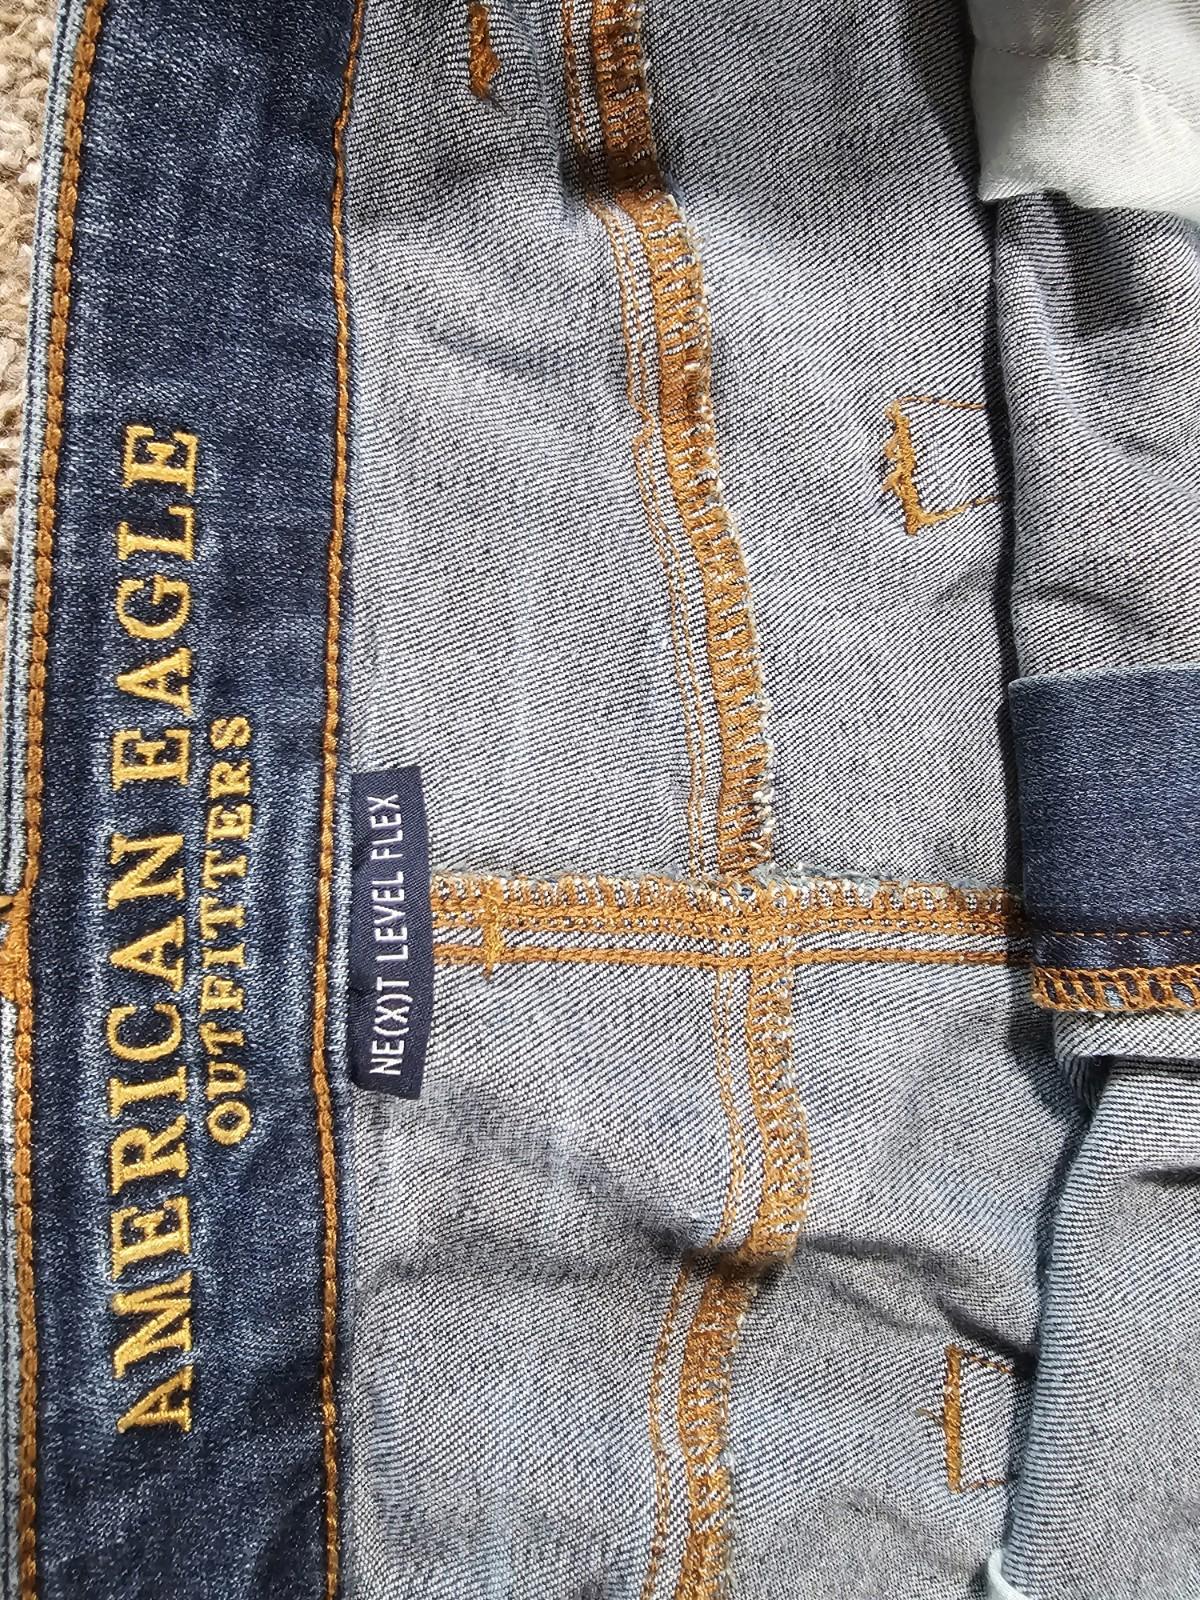 AMERICAN EAGLE
OUTFITTERS
NE(X)T LEVEL FLEX